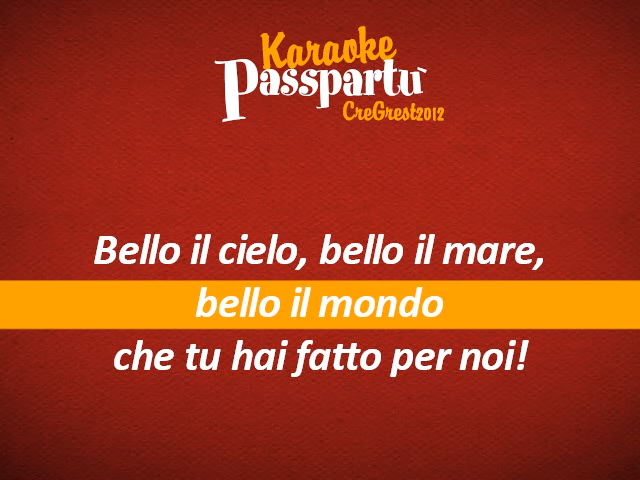 Karaoke
Passpartù
CreGrest2012
Bello il cielo, bello il mare,
bello il mondo
che tu hai fatto per noi!